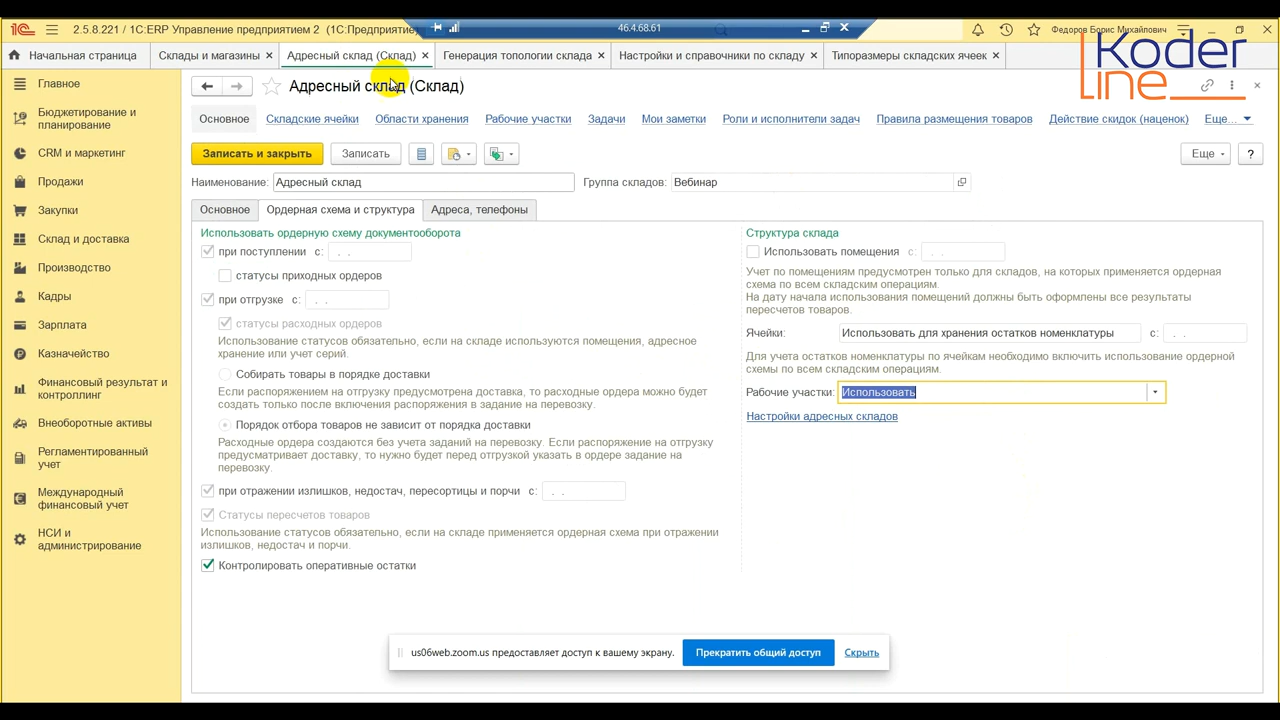 2.5.8.221 / 1C:ERP Управление предприятием 2 (1С:Предприятие)
46.4.68.61
Федоров Борис Михайлович
Koder
line
Начальная страница
Склады и магазины ×
Адресный склад (Склад) ×
Генерация топологии склада ×
Настройки и справочники по складу ×
Типоразмеры складских ячеек ×
Главное
Бюджетирование и
планирование
CRM и маркетинг
Продажи
Закупки
Склад и доставка
Производство
Кадры
Зарплата
Казначейство
Финансовый результат и
контроллинг
Внеоборотные активы
Регламентированный
учет
Международный
финансовый учет
НСИ и
администрирование
Адресный склад (Склад)
Основное Складские ячейки Области хранения Рабочие участки Задачи Мои заметки Роли и исполнители задач Правила размещения товаров Действие скидок (наценок) Еще...
Записать и закрыть Записать Еще ?
Наименование: Адресный склад Группа складов: Вебинар
Основное Ордерная схема и структура Адреса, телефоны
Использовать ордерную схему документооборота
при поступлении с: . .
статусы приходных ордеров
при отгрузке с: . .
статусы расходных ордеров
Использование статусов обязательно, если на складе используются помещения, адресное
хранение или учет серий.
Собирать товары в порядке доставки
Если распоряжением на отгрузку предусмотрена доставка, то расходные ордера можно будет
создать только после включения распоряжения в задание на перевозку.
Порядок отбора товаров не зависит от порядка доставки
Расходные ордера создаются без учета заданий на перевозку. Если распоряжение на отгрузку
предусматривает доставку, то нужно будет перед отгрузкой указать в ордере задание на
перевозку.
при отражении излишков, недостач, пересортицы и порчи с: . .
Статусы пересчетов товаров
Использование статусов обязательно, если на складе применяется ордерная схема при отражении
излишков, недостач и порчи.
Контролировать оперативные остатки
Структура склада
Использовать помещения с: . .
Учет по помещениям предусмотрен только для складов, на которых применяется ордерная
схема по всем складским операциям.
На дату начала использования помещений должны быть оформлены все результаты
пересчетов товаров.
Ячейки: Использовать для хранения остатков номенклатуры с: . .
Для учета остатков номенклатуры по ячейкам необходимо включить использование ордерной
схемы по всем складским операциям.
Рабочие участки: Использовать
Настройки адресных складов
us06web.zoom.us предоставляет доступ к вашему экрану. Прекратить общий доступ Скрыть